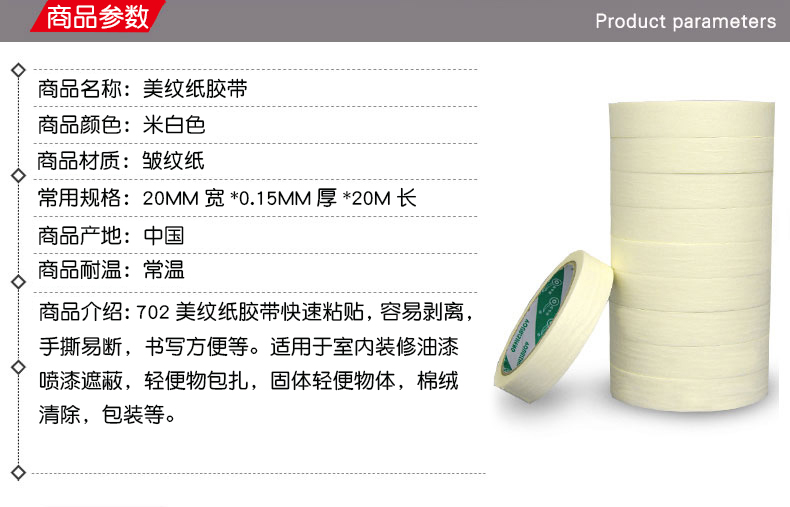 商品参数
Product parameters
商品名称：美纹纸胶带
商品颜色：米白色
商品材质：皱纹纸
常用规格：20MM 宽 *0.15MM 厚 *20M 长
商品产地：中国
商品耐温：常温
商品介绍：702 美纹纸胶带快速粘贴，容易剥离，
手撕易断，书写方便等。适用于室内装修油漆
喷漆遮蔽，轻便物包扎，固体轻便物体，棉绒
清除，包装等。